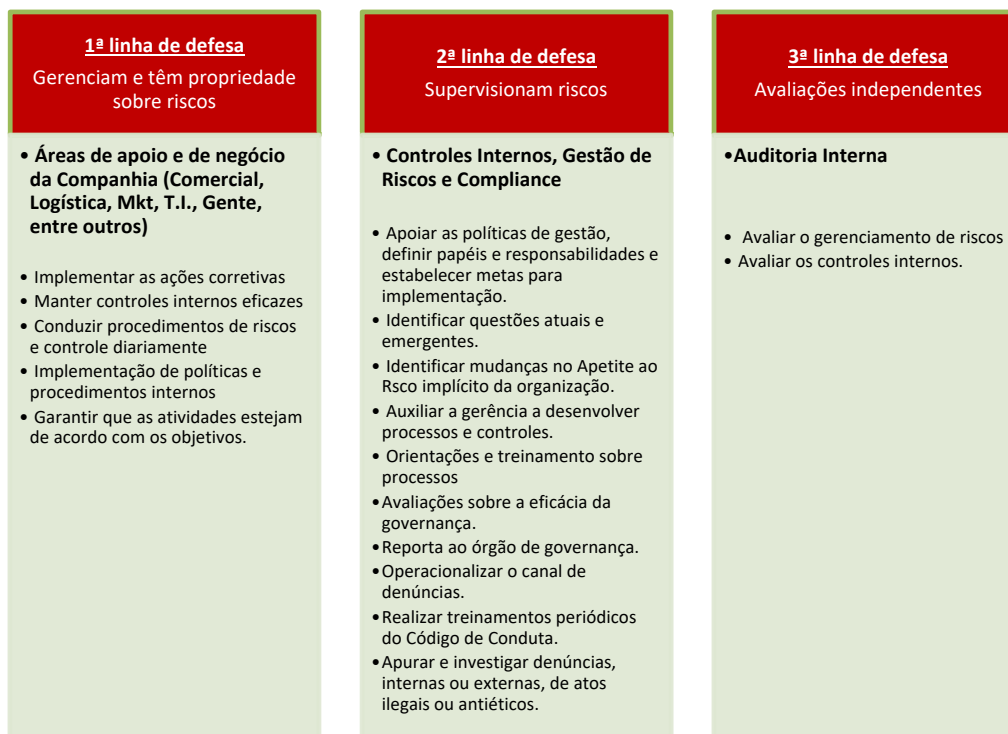 1ª linha de defesa
Gerenciam e têm propriedade
sobre riscos
• Áreas de apoio e de negócio
da Companhia (Comercial,
Logística, Mkt, T.I., Gente,
entre outros)
• Implementar as ações corretivas
• Manter controles internos eficazes
• Conduzir procedimentos de riscos
e controle diariamente
• Implementação de políticas e
procedimentos internos
• Garantir que as atividades estejam
de acordo com os objetivos.
2ª linha de defesa
Supervisionam riscos
• Controles Internos, Gestão de
Riscos e Compliance
• Apoiar as políticas de gestão,
definir papéis e responsabilidades e
estabelecer metas para
implementação.
• Identificar questões atuais e
emergentes.
• Identificar mudanças no Apetite ao
Rsco implícito da organização.
• Auxiliar a gerência a desenvolver
processos e controles.
• Orientações e treinamento sobre
processos
•Avaliações sobre a eficácia da
governança.
•Reporta ao órgão de governança.
•Operacionalizar o canal de
denúncias.
•Realizar treinamentos periódicos
do Código de Conduta.
•Apurar e investigar denúncias,
internas ou externas, de atos
ilegais ou antiéticos.
3ª linha de defesa
Avaliações independentes
•Auditoria Interna
• Avaliar o gerenciamento de riscos
• Avaliar os controles internos.